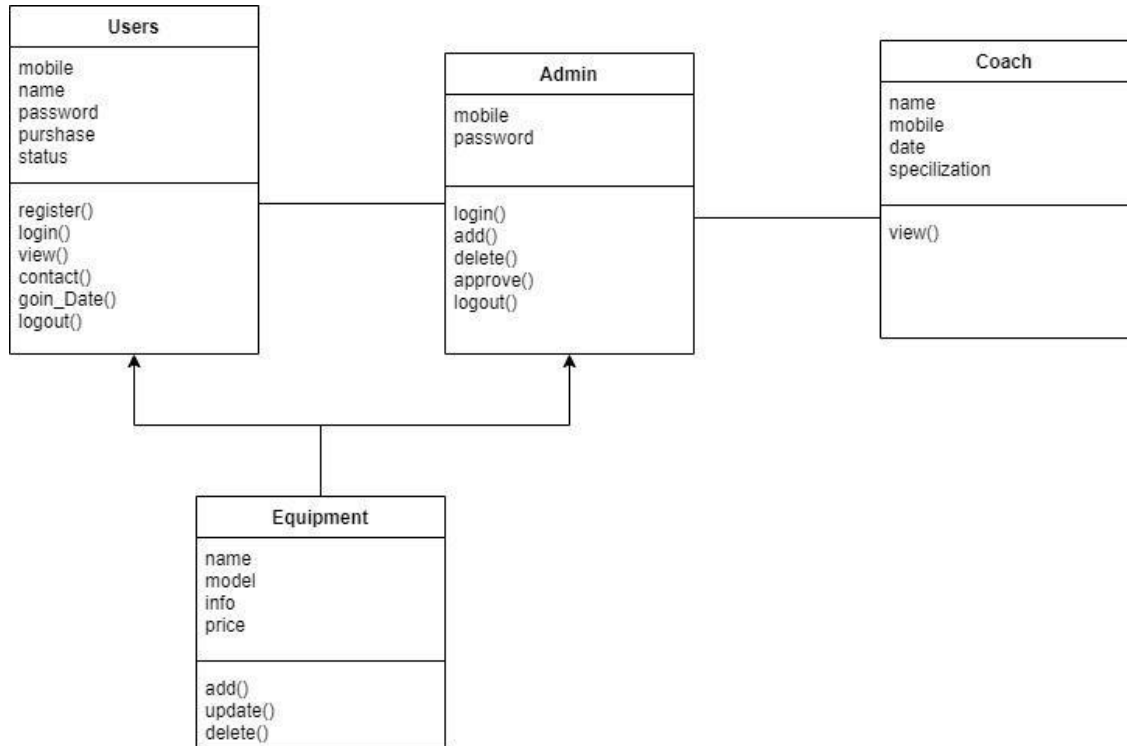 Users
mobile
name
password
purshase
status
register()
login()
view()
contact()
goin_Date()
logout()
Admin
mobile
password
login()
add()
delete()
approve()
logout()
Coach
name
mobile
date
specilization
view()
Equipment
name
model
info
price
add()
update()
delete()